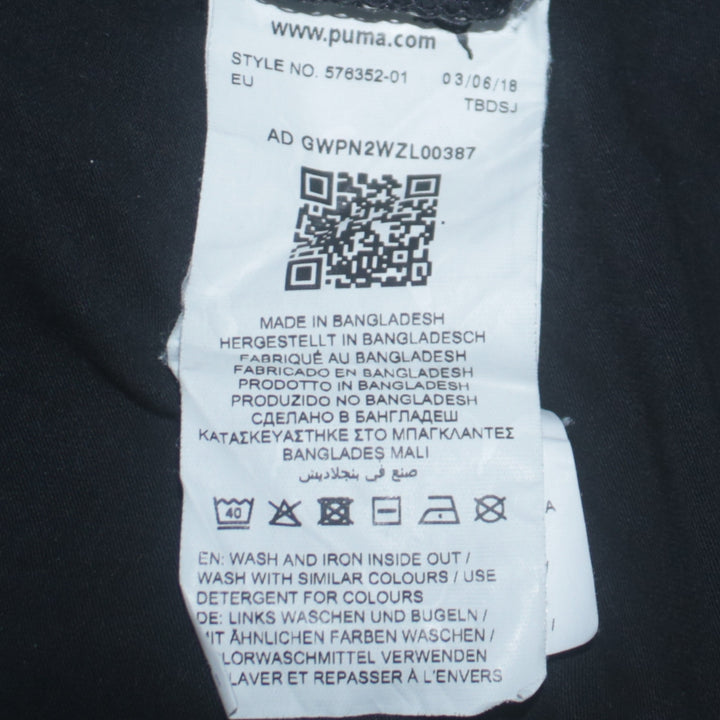 www.puma.com
STYLE NO. 576352-01 03/06/18
EU TBDSJ
AD GWPN2WZL00387
MADE IN BANGLADESH
HERGESTELLT IN BANGLADESCH
FABRIQUÉ AU BANGLADESH
FABRICADO EN BANGLADESH
PRODOTTO IN BANGLADESH
PRODUZIDO NO BANGLADESH
СДЕЛАНО В БАНГЛАДЕШ
ΚΑΤΑΣΚΕΥΑΣΤΗΚΕ ΣΤΟ ΜΠΑΓΚΛΑΝΤΕΣ
BANGLADEŞ MALI
صنع في بنجلاديش
40
EN: WASH AND IRON INSIDE OUT /
WASH WITH SIMILAR COLOURS / USE
DETERGENT FOR COLOURS
DE: LINKS WASCHEN UND BUGELN /
MIT ÄHNLICHEN FARBEN WASCHEN /
LORWASCHMITTEL VERWENDEN
LAVER ET REPASSER À L'ENVERS
A
/